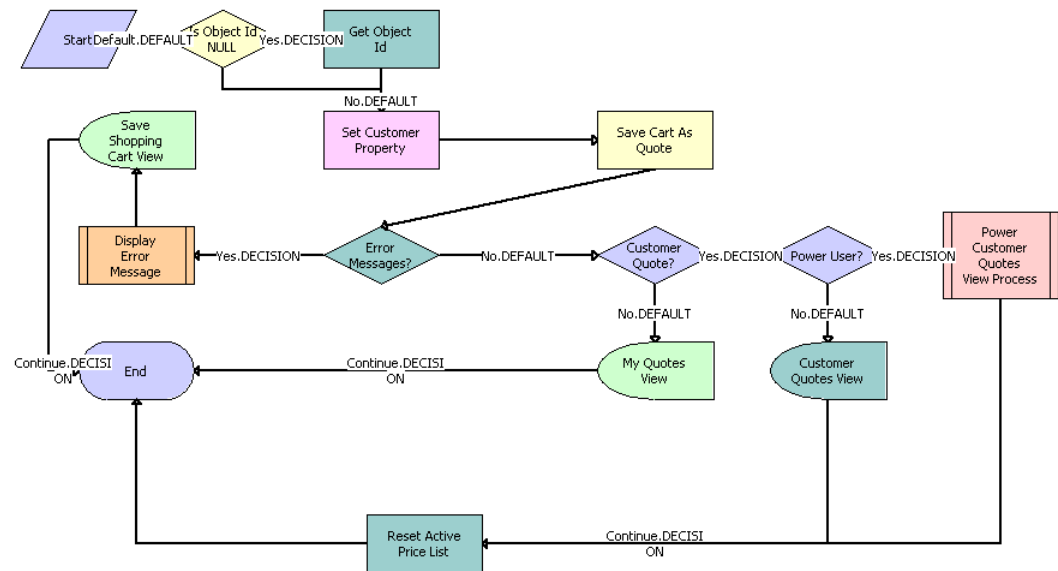 Start
Default.DEFAULT
's Object Id
NULL
Yes.DECISION
Get Object
Id
No.DEFAULT
Save
Shopping
Cart View
Set Customer
Property
Save Cart As
Quote
Display
Error
Message
Yes.DECISION
Error
Messages?
No.DEFAULT
Customer
Quote?
Yes.DECISION
Power User?
Yes.DECISION
Power
Customer
Quotes
View Process
No.DEFAULT
No.DEFAULT
Continue.DECISI
ON
End
Continue.DECISI
ON
My Quotes
View
Customer
Quotes View
Reset Active
Price List
Continue.DECISI
ON